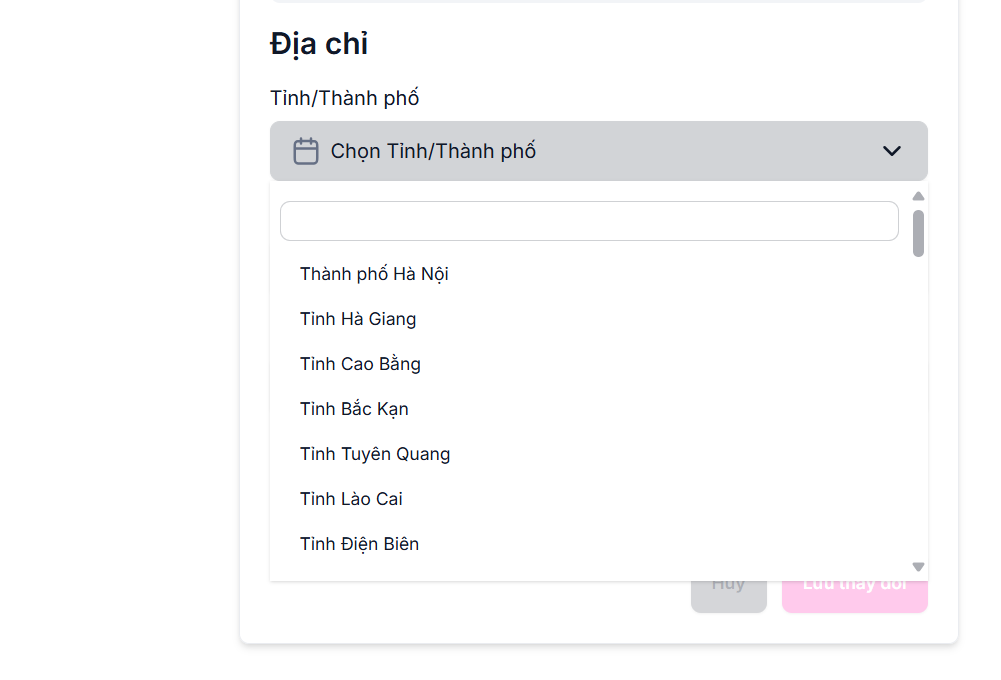 Địa chỉ
Tỉnh/Thành phố
Chọn Tỉnh/Thành phố
Thành phố Hà Nội
Tỉnh Hà Giang
Tỉnh Cao Bằng
Tỉnh Bắc Kạn
Tỉnh Tuyên Quang
Tỉnh Lào Cai
Tỉnh Điện Biên
Huỷ Lưu thay đổi